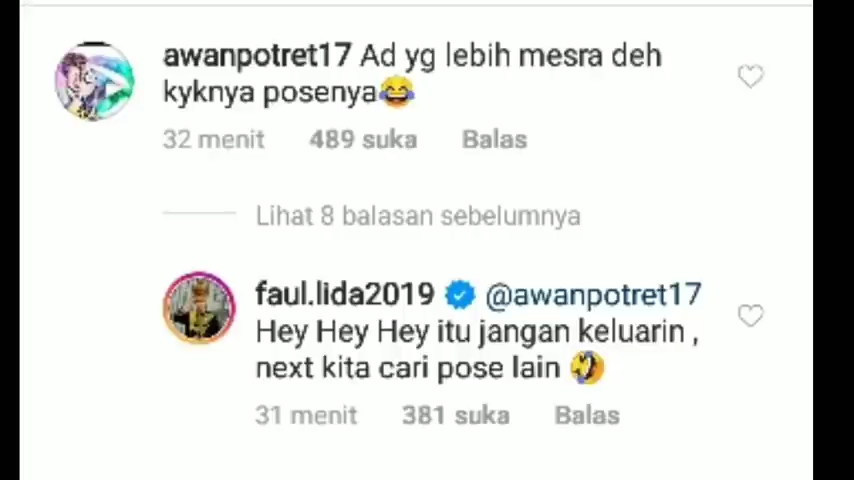 awanpotret17 Ad yg lebih mesra deh
kyknya posenya😂
32 menit 489 suka Balas
Lihat 8 balasan sebelumnya
faul.lida2019 @awanpotret17
Hey Hey Hey itu jangan keluarin ,
next kita cari pose lain 🤣
31 menit 381 suka Balas